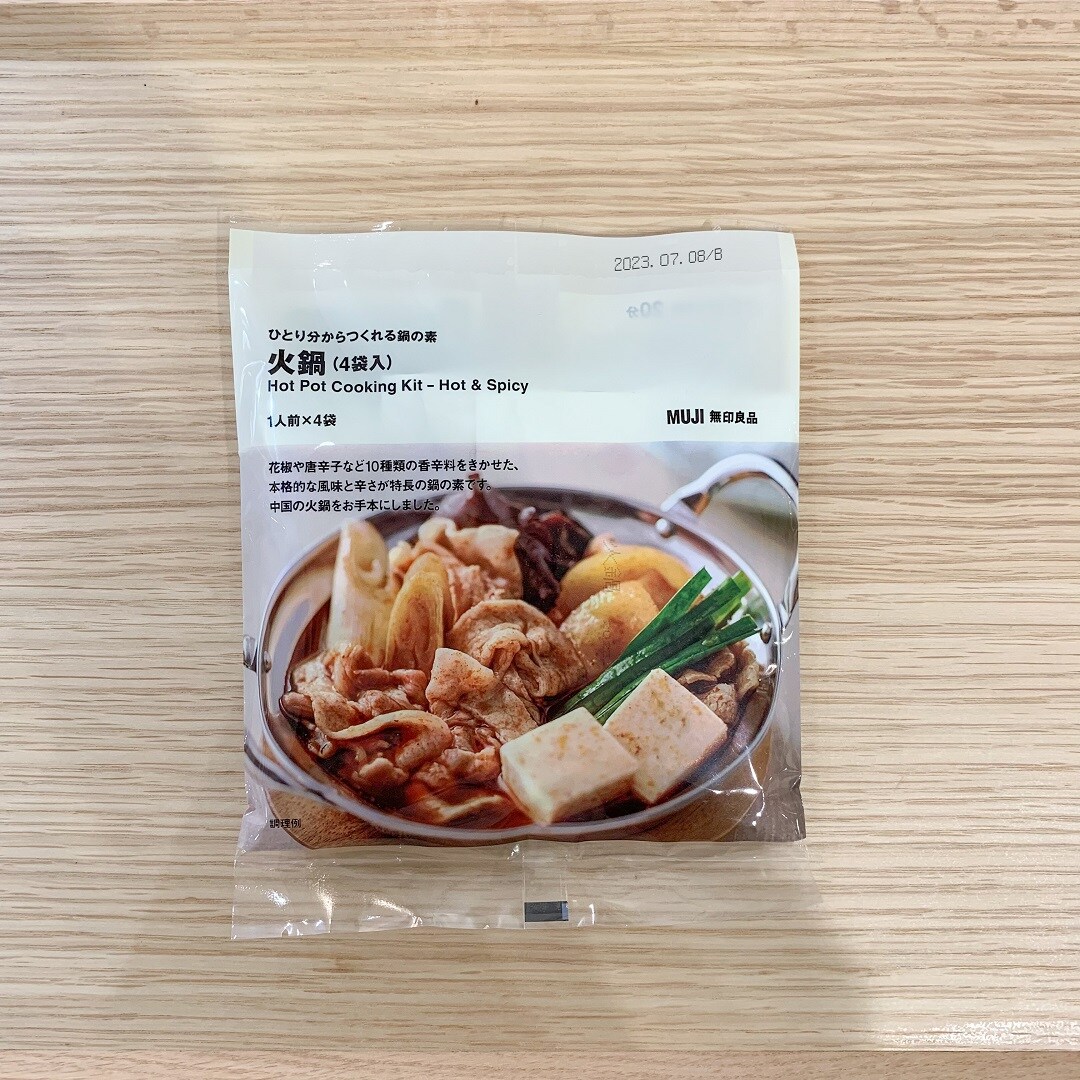 2023.07.08/B
ひとり分からつくれる鍋の素
火鍋(4袋入)
Hot Pot Cooking Kit – Hot & Spicy
1人前×4袋
MUJI 無印良品
花椒や唐辛子など10種類の香辛料をきかせた、
本格的な風味と辛さが特長の鍋の素です。
中国の火鍋をお手本にしました。
調理例